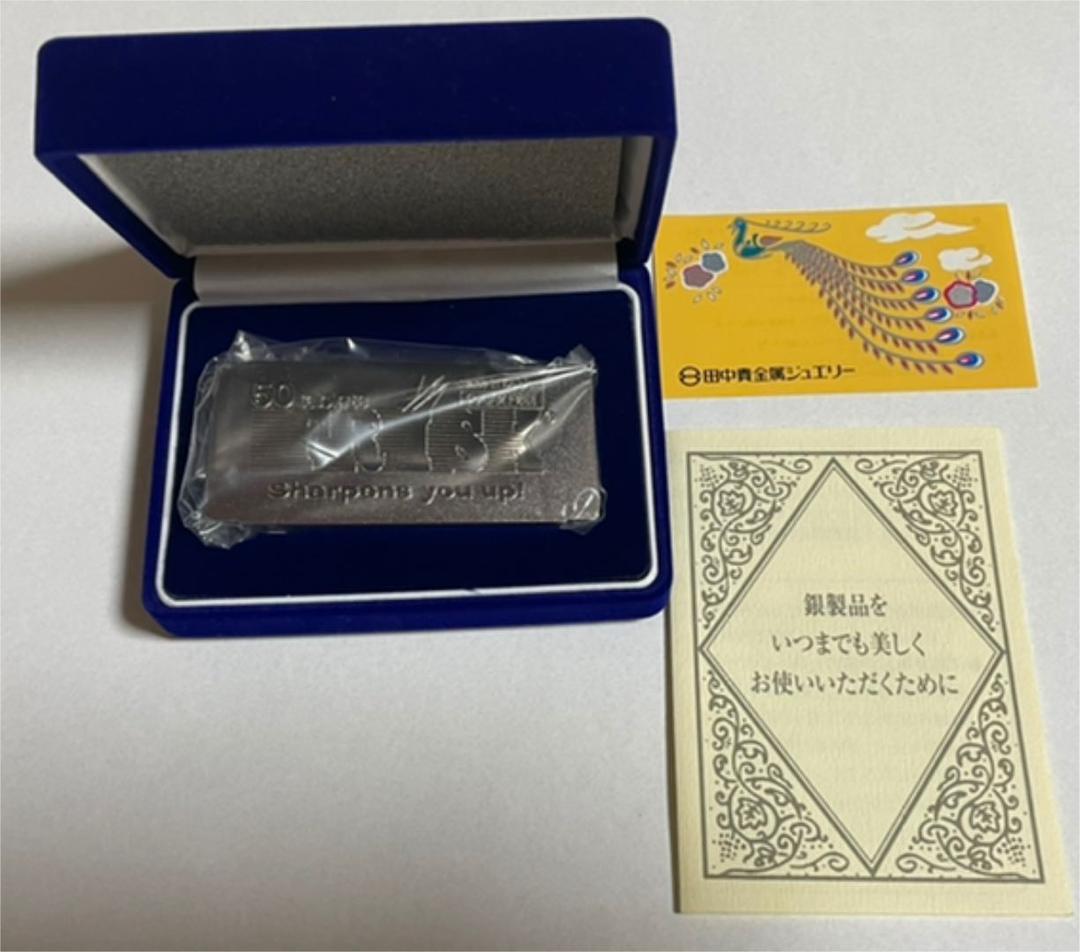 50
Sharpens you up!
田中貴金属ジュエリー
銀製品を
いつまでも美しく
お使いいただくために